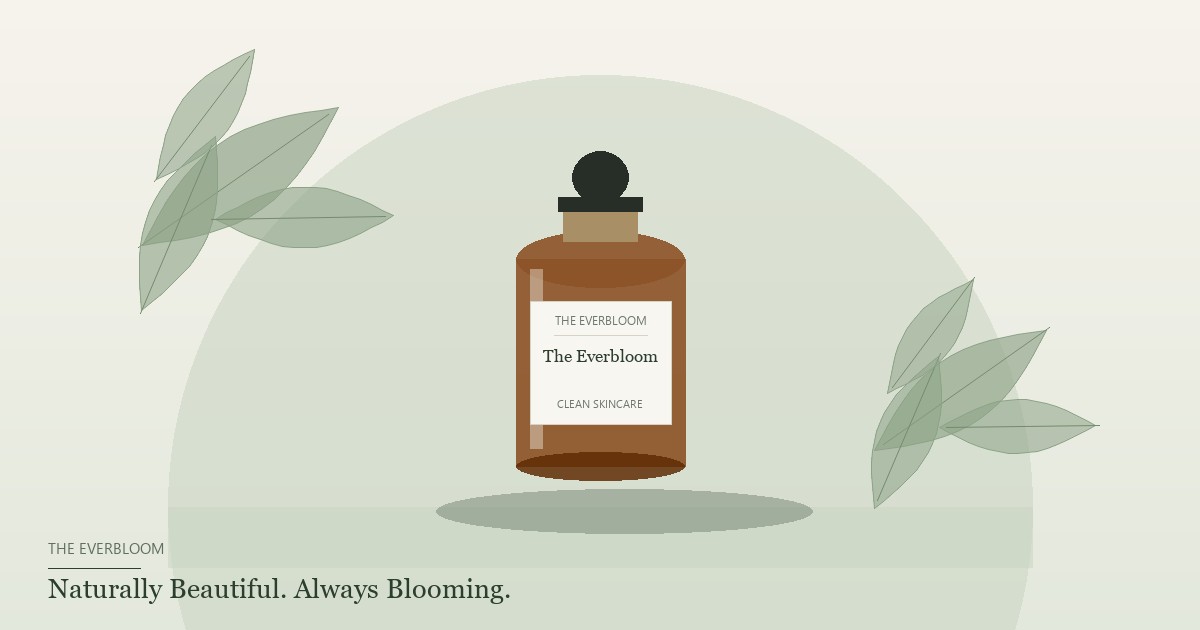 THE EVERBLOOM
The Everbloom
CLEAN SKINCARE
THE EVERBLOOM
Naturally Beautiful. Always Blooming.